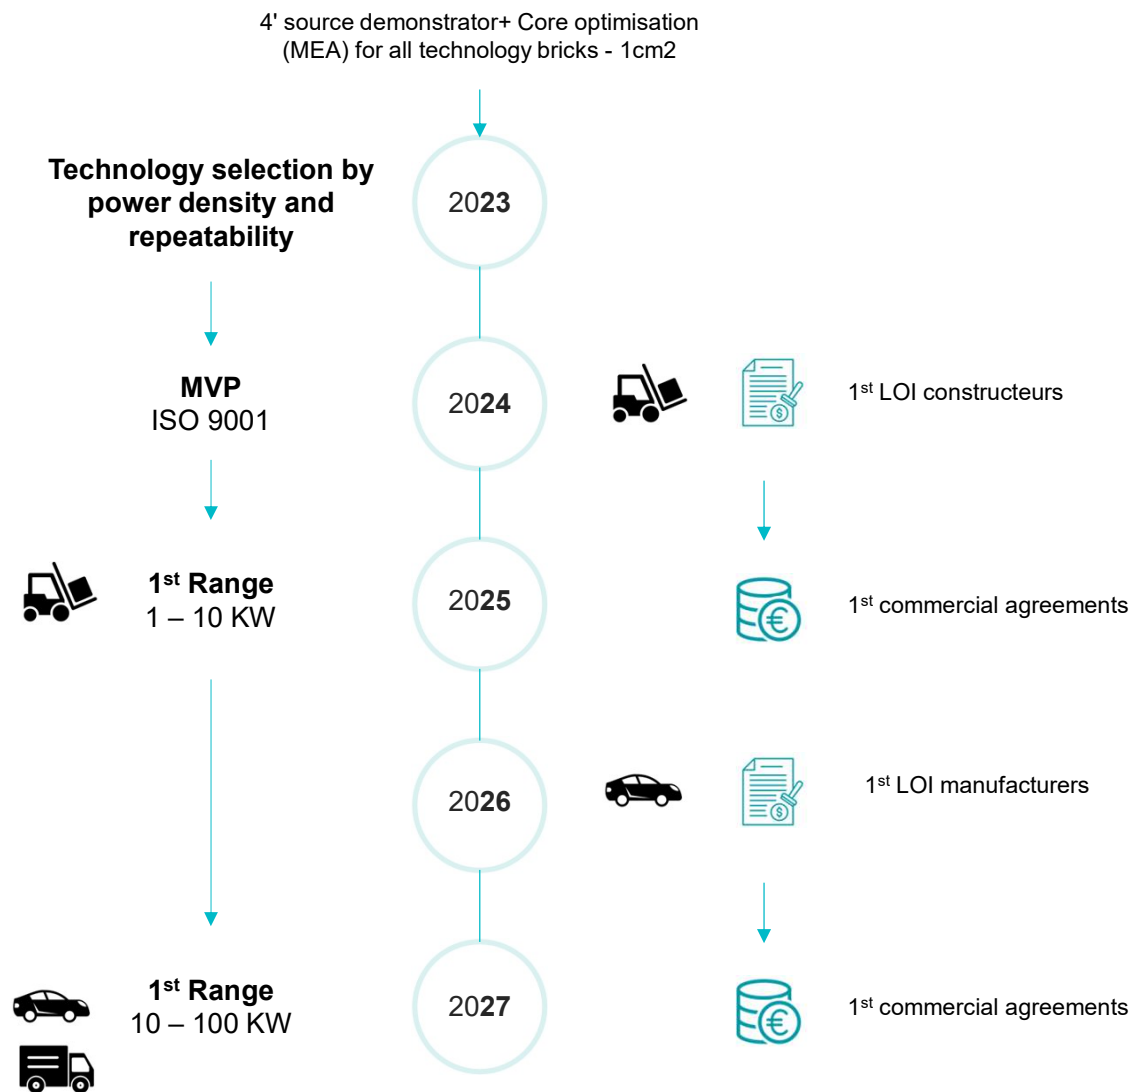 4' source demonstrator+ Core optimisation
(MEA) for all technology bricks - 1cm2
Technology selection by
power density and
repeatability
2023
MVP
ISO 9001
2024
1st LOI constructeurs
1st Range
1 – 10 KW
2025
1st commercial agreements
2026
1st LOI manufacturers
1st Range
10 – 100 KW
2027
1st commercial agreements